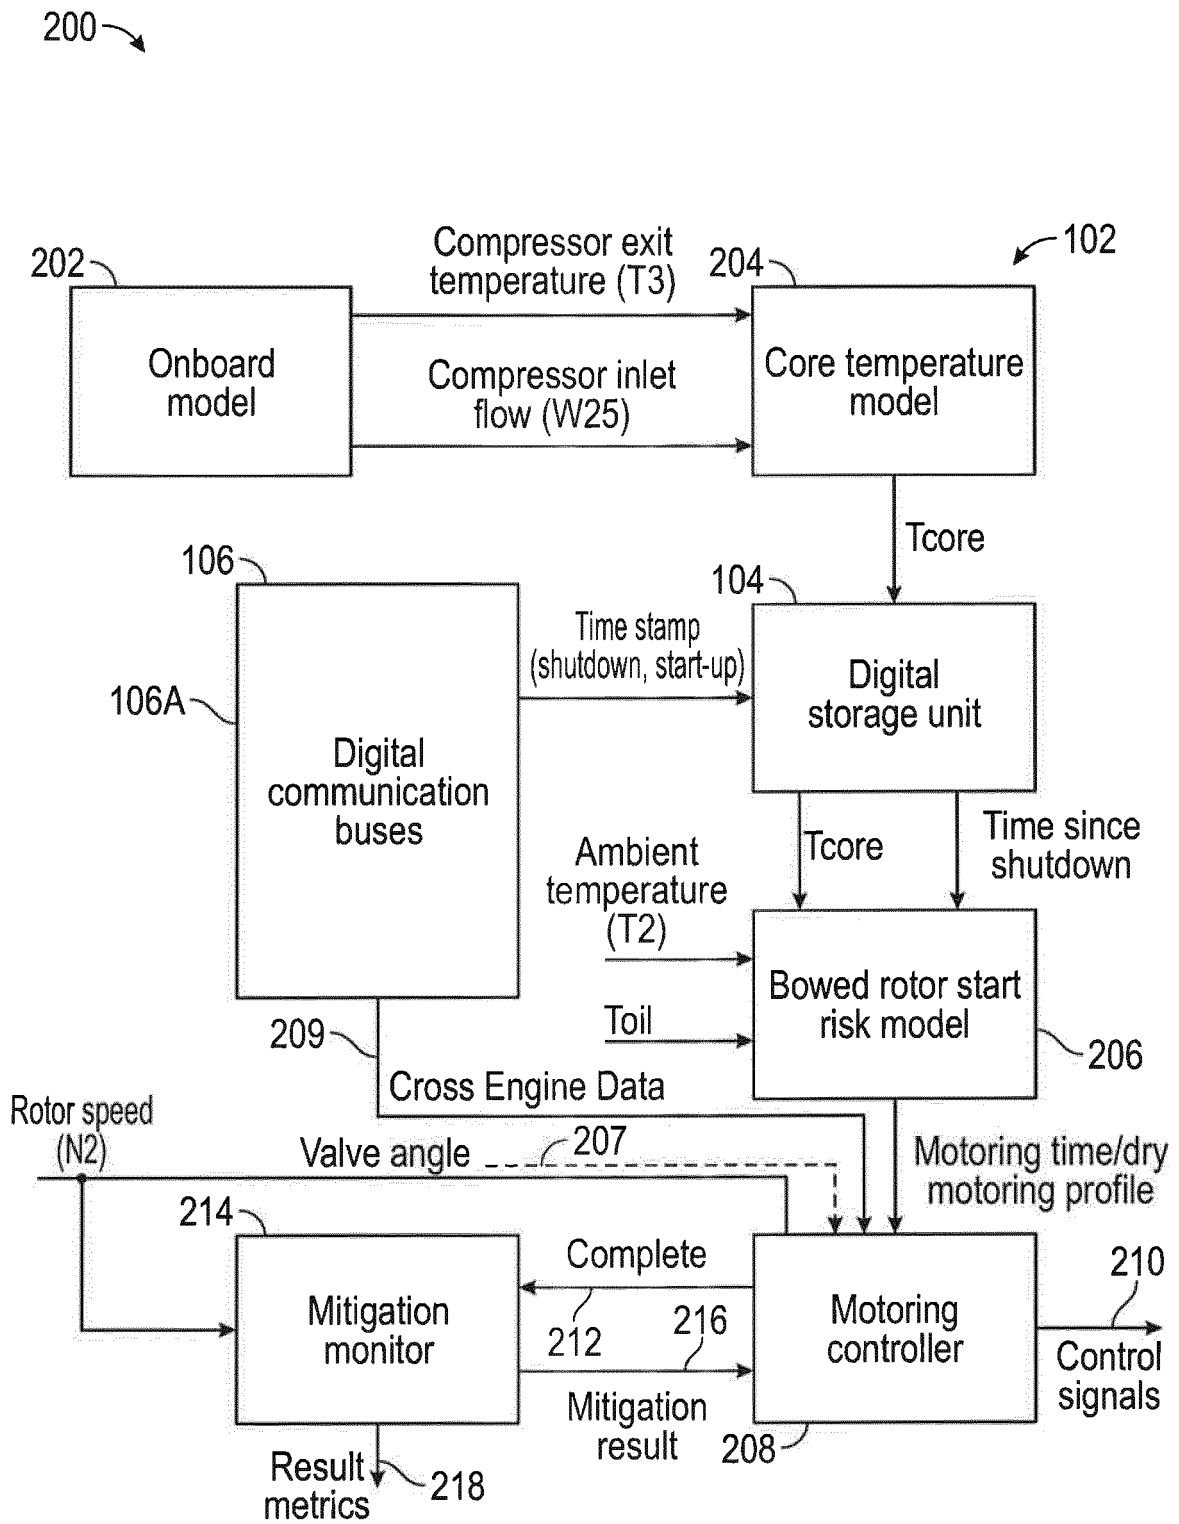 200
102
202
Compressor exit
temperature (T3)
204
Onboard
model
Compressor inlet
flow (W25)
Core temperature
model
Tcore
106
104
106A
Time stamp
(shutdown, start-up)
Digital
storage unit
Digital
communication
buses
Tcore
Time since
shutdown
Ambient
temperature
(T2)
Toil
Bowed rotor start
risk model
206
209
Cross Engine Data
Rotor speed
(N2)
Valve angle
207
Motoring time/dry
motoring profile
214
Complete
212
216
210
Mitigation
monitor
Motoring
controller
Control
signals
Mitigation
result
208
Result
metrics
218